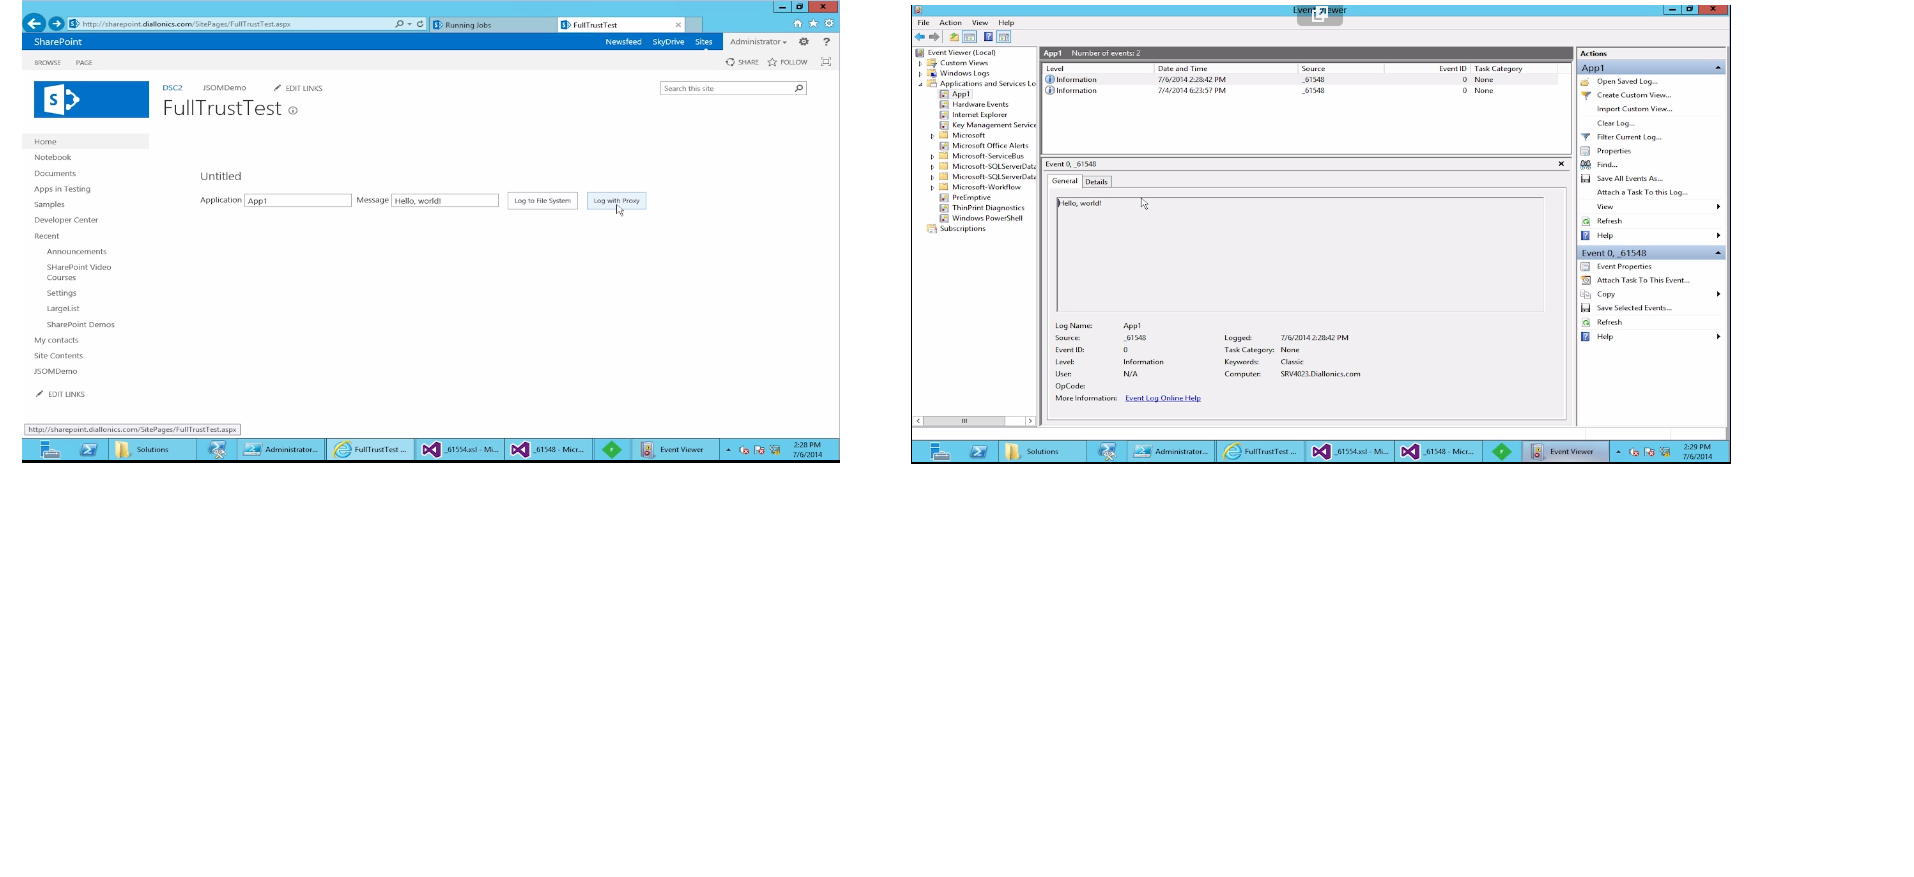 http://sharepoint.diallonics.com/SitePages/FullTrustTest.aspx
Running Jobs
FullTrustTest
SharePoint
Newsfeed
SkyDrive
Sites
Administrator
?
BROWSE
PAGE
SHARE
FOLLOW
DSC2
JSOMDemo
EDIT LINKS
Search this site
FullTrustTest
Home
Notebook
Documents
Apps in Testing
Samples
Developer Center
Recent
Announcements
SHarePoint Video
Courses
Settings
LargeList
SharePoint Demos
My contacts
Site Contents
JSOMDemo
EDIT LINKS
Untitled
Application App1 Message Hello, world! Log to File System Log with Proxy
http://sharepoint.diallonics.com/SitePages/FullTrustTest.aspx
Solutions
Administrator...
FullTrustTest ...
_61554.xsl - Mi...
_61548 - Micr...
Event Viewer
2:28 PM
7/6/2014
File Action View Help
Event Viewer (Local)
Custom Views
Windows Logs
Applications and Services Lo
App1
Hardware Events
Internet Explorer
Key Management Service
Microsoft
Microsoft Office Alerts
Microsoft-ServiceBus
Microsoft-SQLServerData
Microsoft-SQLServerData
Microsoft-Workflow
PreEmptive
ThinPrint Diagnostics
Windows PowerShell
Subscriptions
App1 Number of events: 2
Level Date and Time Source Event ID Task Category
Information 7/6/2014 2:28:42 PM _61548 0 None
Information 7/4/2014 6:23:57 PM _61548 0 None
Event 0, _61548
General Details
Hello, world!
Log Name: App1
Source: _61548 Logged: 7/6/2014 2:28:42 PM
Event ID: 0 Task Category: None
Level: Information Keywords: Classic
User: N/A Computer: SRV4023.Diallonics.com
OpCode:
More Information: Event Log Online Help
Actions
App1
Open Saved Log...
Create Custom View...
Import Custom View...
Clear Log...
Filter Current Log...
Properties
Find...
Save All Events As...
Attach a Task To this Log...
View
Refresh
Help
Event 0, _61548
Event Properties
Attach Task To This Event...
Copy
Save Selected Events...
Refresh
Help
Solutions
Administrator...
FullTrustTest ...
_61554.xsl - Mi...
_61548 - Micr...
Event Viewer
2:29 PM
7/6/2014